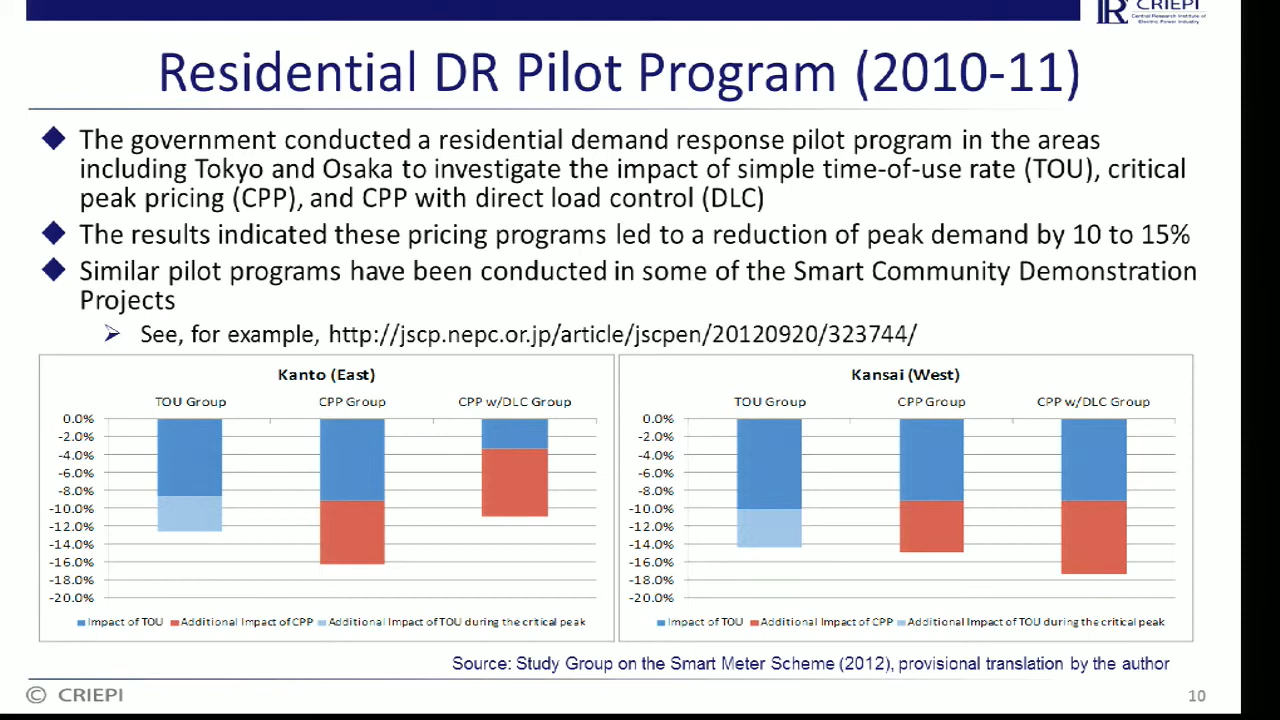 CRIEPI
Central Research Institute of
Electric Power Industry
Residential DR Pilot Program (2010-11)
The government conducted a residential demand response pilot program in the areas
including Tokyo and Osaka to investigate the impact of simple time-of-use rate (TOU), critical
peak pricing (CPP), and CPP with direct load control (DLC)
The results indicated these pricing programs led to a reduction of peak demand by 10 to 15%
Similar pilot programs have been conducted in some of the Smart Community Demonstration
Projects
See, for example, http://jscp.nepc.or.jp/article/jscpen/20120920/323744/
Kanto (East)
TOU Group CPP Group CPP w/DLC Group
0.0%
-2.0%
-4.0%
-6.0%
-8.0%
-10.0%
-12.0%
-14.0%
-16.0%
-18.0%
-20.0%
Impact of TOU Additional Impact of CPP Additional Impact of TOU during the critical peak
Kansai (West)
TOU Group CPP Group CPP w/DLC Group
0.0%
-2.0%
-4.0%
-6.0%
-8.0%
-10.0%
-12.0%
-14.0%
-16.0%
-18.0%
-20.0%
Impact of TOU Additional Impact of CPP Additional Impact of TOU during the critical peak
Source: Study Group on the Smart Meter Scheme (2012), provisional translation by the author
© CRIEPI
10